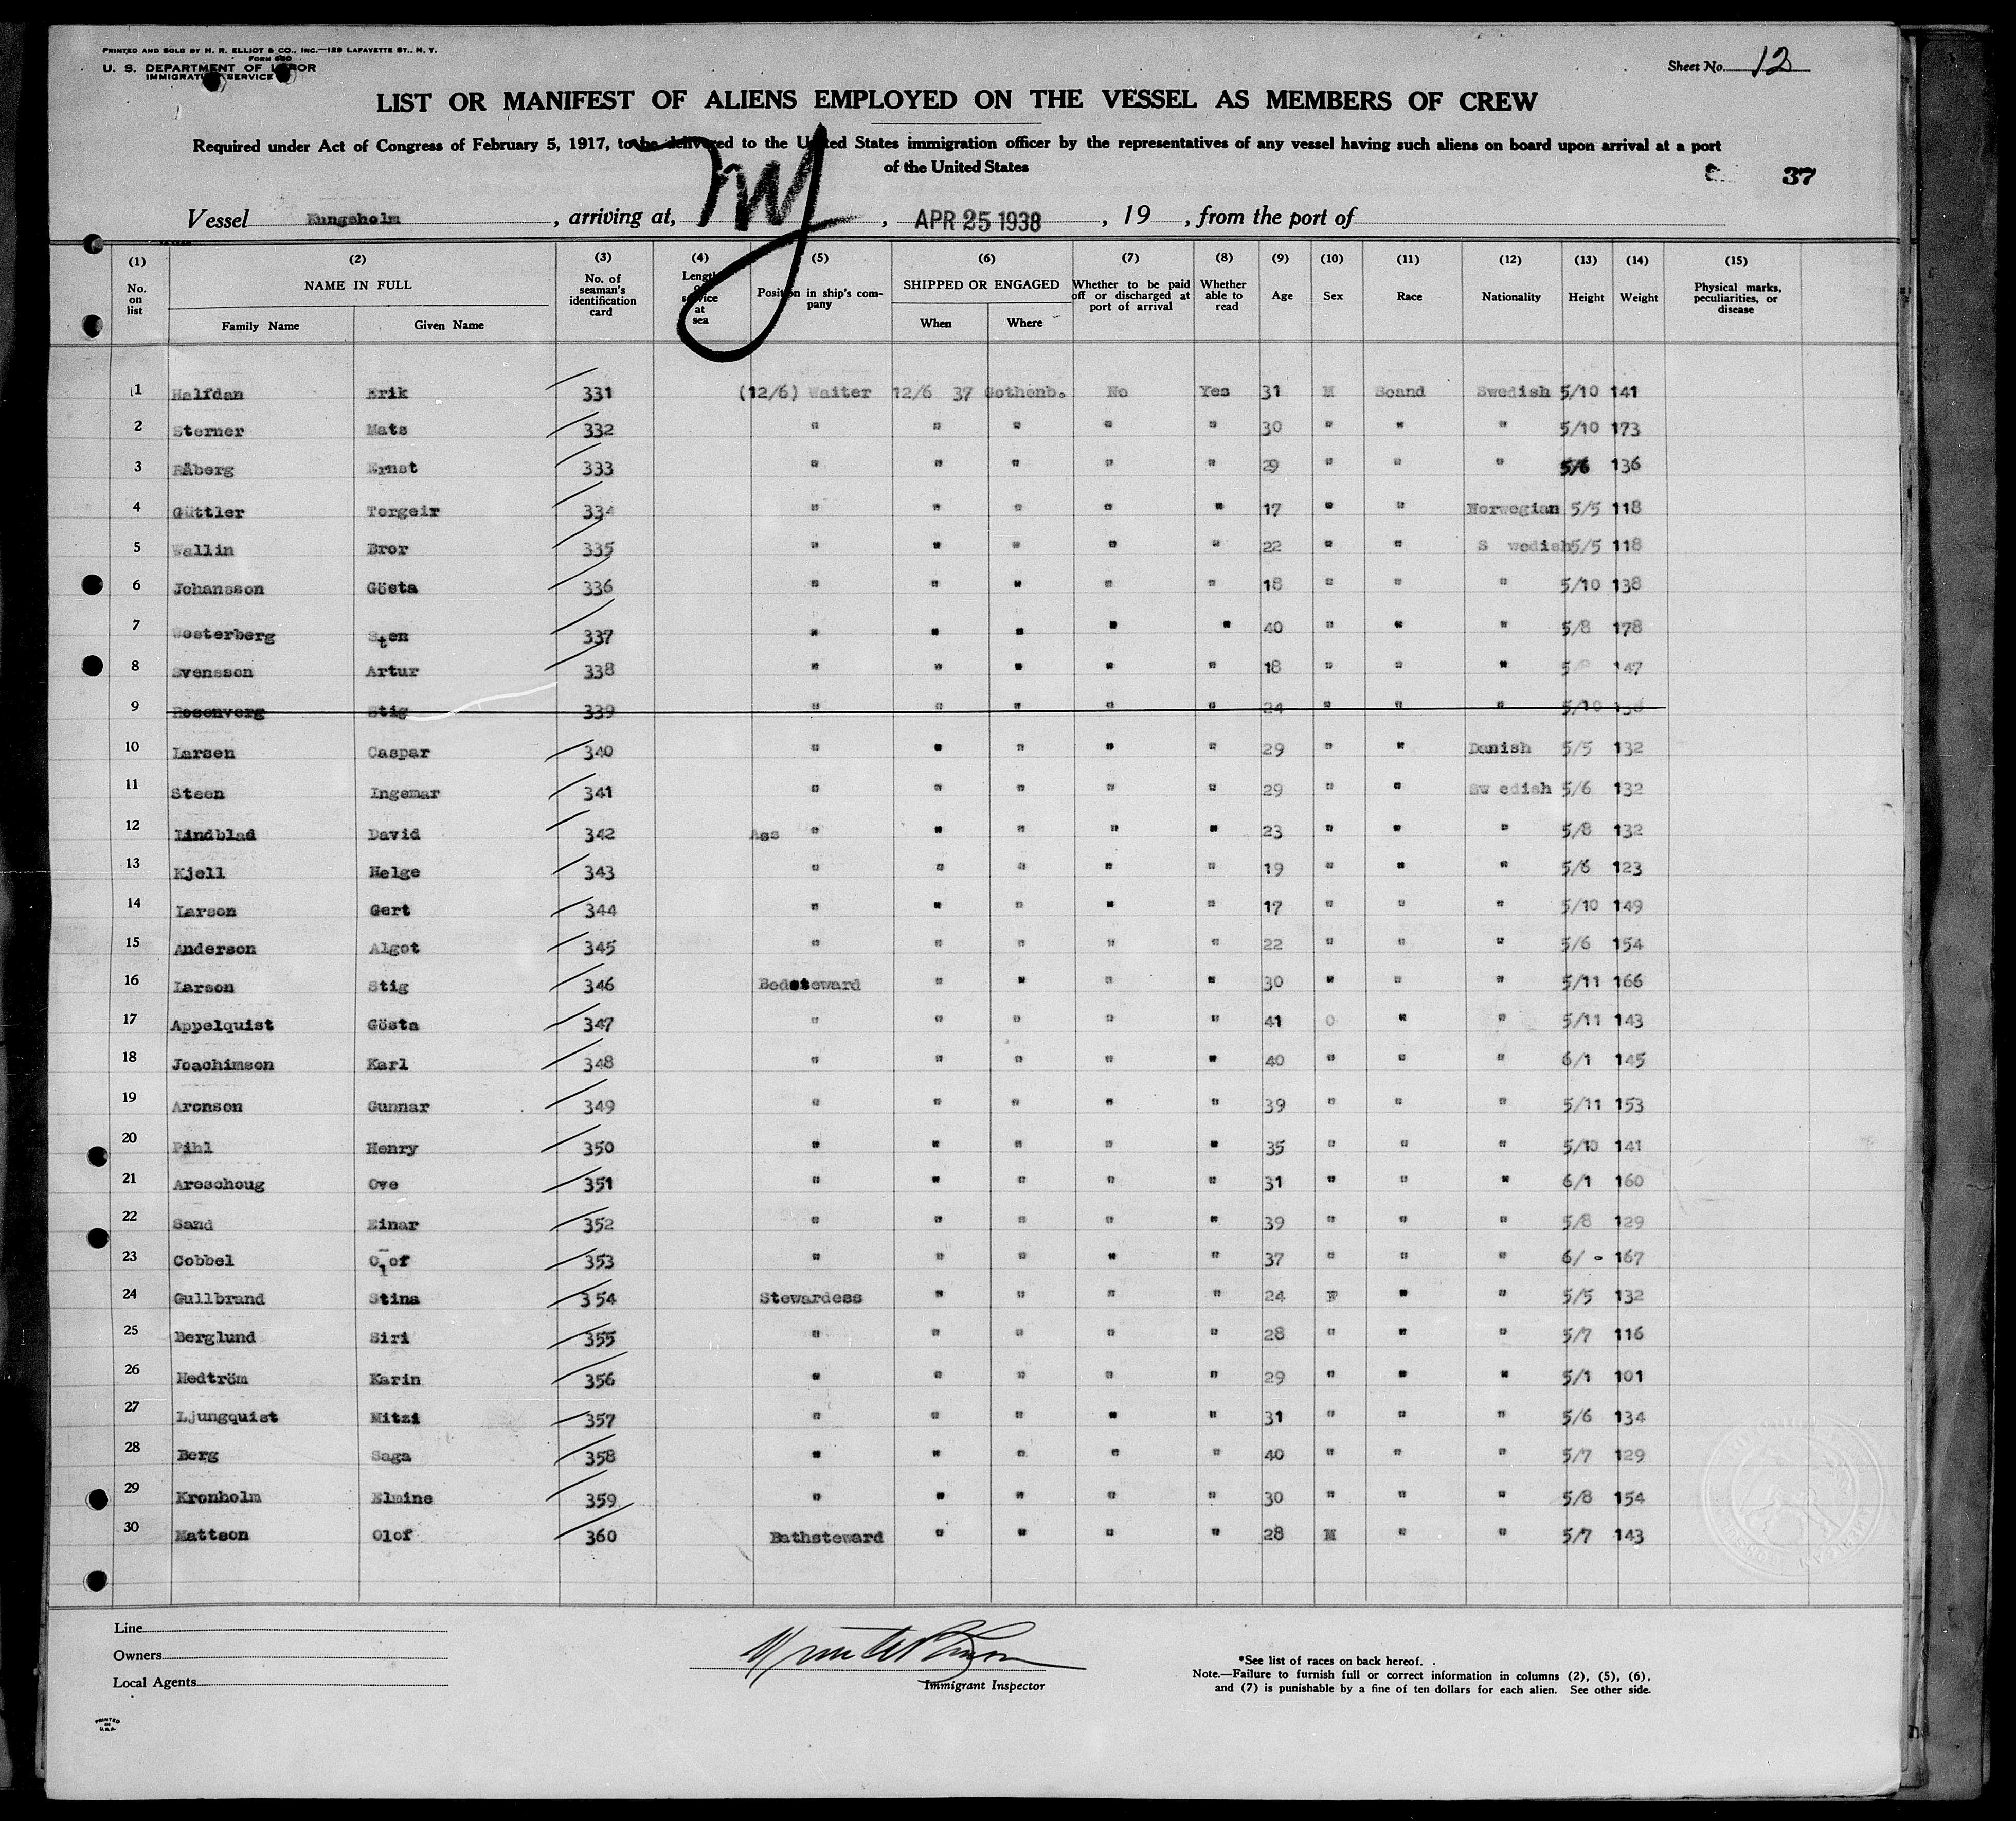 PRINTED AND SOLD BY H. R. ELLIOT & CO., INC.—129 LAFAYETTE ST., N. Y.
FORM 680
U. S. DEPARTMENT OF LABOR
IMMIGRATION SERVICE
Sheet No. 12
LIST OR MANIFEST OF ALIENS EMPLOYED ON THE VESSEL AS MEMBERS OF CREW
Required under Act of Congress of February 5, 1917, to be delivered to the United States immigration officer by the representatives of any vessel having such aliens on board upon arrival at a port
of the United States
37
Vessel Kungsholm, arriving at, NY, APR 25 1938, 19 , from the port of
(1) No. on list (2) NAME IN FULL Family Name Given Name (3) No. of seaman's identification card (4) Length of service at sea (5) Position in ship's company (6) SHIPPED OR ENGAGED When Where (7) Whether to be paid off or discharged at port of arrival (8) Whether able to read (9) Age (10) Sex (11) Race (12) Nationality (13) Height (14) Weight (15) Physical marks, peculiarities, or disease
1 Halfdan Erik 331 (12/6) Waiter 12/6 37 Gothenb. No Yes 31 M Scand Swedish 5/10 141
2 Sterner Mats 332 " " " " " 30 " " " 5/10 173
3 Råberg Ernst 333 " " " " " 29 " " " 5/6 136
4 Güttler Torgeir 334 " " " " " 17 " " Norwegian 5/5 118
5 Wallin Bror 335 " " " " " 22 " " S wedish 5/5 118
6 Johansson Gösta 336 " " " " " 18 " " " 5/10 138
7 Westerberg Sten 337 " " " " " 40 " " " 5/8 178
8 Svensson Artur 338 " " " " " 18 " " " 147
9 Rosenverg Stig 339 " " " " " 24 " " " 5/10
10 Larsen Caspar 340 " " " " " 29 " " Danish 5/5 132
11 Steen Ingemar 341 " " " " " 29 " " Sw edish 5/6 132
12 Lindblad David 342 Ass " " " " " 23 " " " 5/8 132
13 Kjell Helge 343 " " " " " 19 " " " 5/6 123
14 Larson Gert 344 " " " " " 17 " " " 5/10 149
15 Anderson Algot 345 " " " " " 22 " " " 5/6 154
16 Larson Stig 346 Bedsteward " " " " 30 " " " 5/11 166
17 Appelquist Gösta 347 " " " " " 41 O " " 5/11 143
18 Joachimson Karl 348 " " " " " 40 " " " 6/1 145
19 Aronson Gunnar 349 " " " " " 39 " " " 5/11 153
20 Pihl Henry 350 " " " " " 35 " " " 5/10 141
21 Areschoug Ove 351 " " " " " 31 " " " 6/1 160
22 Sand Einar 352 " " " " " 39 " " " 5/8 129
23 Cobbel Olof 353 " " " " " 37 " " " 6/ - 167
24 Gullbrand Stina 354 Stewardess " " " " 24 F " " 5/5 132
25 Berglund Siri 355 " " " " " 28 " " " 5/7 116
26 Hedtröm Karin 356 " " " " " 29 " " " 5/1 101
27 Ljungquist Mitzi 357 " " " " " 31 " " " 5/6 134
28 Berg Saga 358 " " " " " 40 " " " 5/7 129
29 Kronholm Elmine 359 " " " " " 30 " " " 5/8 154
30 Mattson Olof 360 Bathsteward " " " " 28 M " " 5/7 143
Line
Owners
Local Agents
Immigrant Inspector
*See list of races on back hereof.
Note.—Failure to furnish full or correct information in columns (2), (5), (6),
and (7) is punishable by a fine of ten dollars for each alien. See other side.
PRINTED
IN
U.S.A.